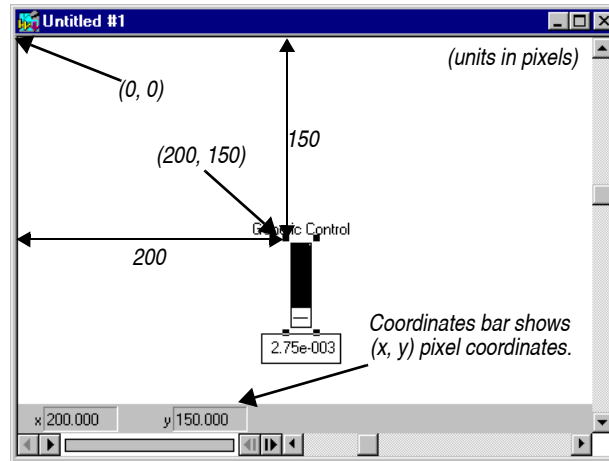 Untitled #1
(units in pixels)
(0, 0)
150
(200, 150)
Generic Control
200
2.75e-003
Coordinates bar shows
(x, y) pixel coordinates.
x 200.000 y 150.000